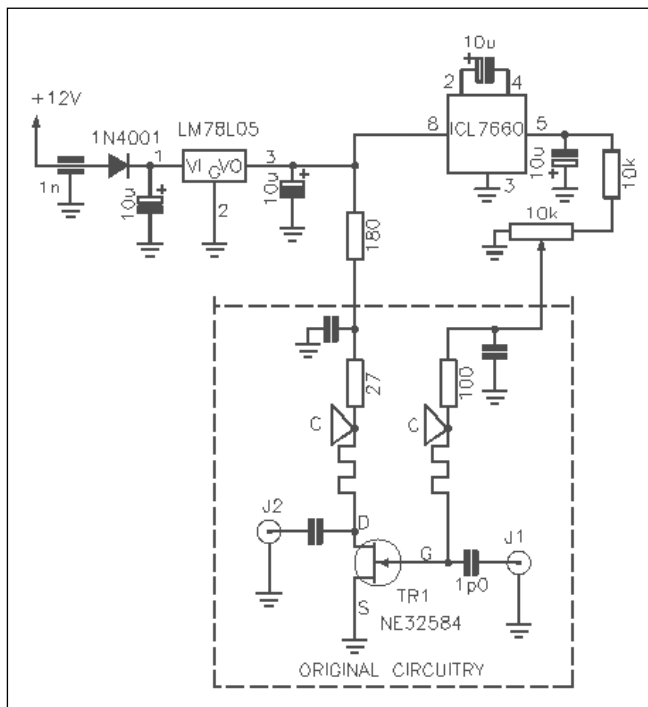 10u
+
2
4
+12V
1N4001
LM78L05
8
ICL7660
5
1
VI
G
VO
3
+
10u
+
10k
1n
10u
+
2
10u
+
3
10k
180
27
100
C
C
J2
D
G
J1
1p0
TR1
S
NE32584
ORIGINAL CIRCUITRY